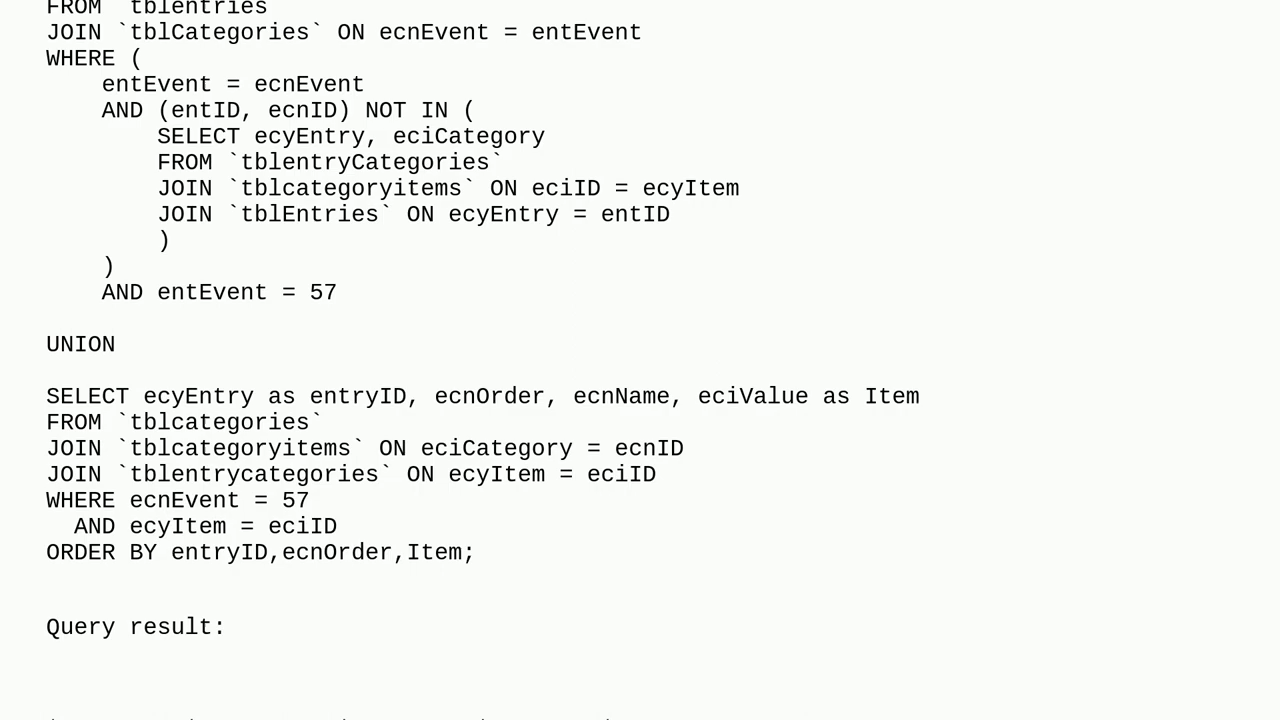 FROM `tblentries`
JOIN `tblCategories` ON ecnEvent = entEvent
WHERE (
    entEvent = ecnEvent
    AND (entID, ecnID) NOT IN (
        SELECT ecyEntry, eciCategory
        FROM `tblentryCategories`
        JOIN `tblcategoryitems` ON eciID = ecyItem
        JOIN `tblEntries` ON ecyEntry = entID
        )
    )
    AND entEvent = 57
UNION
SELECT ecyEntry as entryID, ecnOrder, ecnName, eciValue as Item
FROM `tblcategories`
JOIN `tblcategoryitems` ON eciCategory = ecnID
JOIN `tblentrycategories` ON ecyItem = eciID
WHERE ecnEvent = 57
  AND ecyItem = eciID
ORDER BY entryID,ecnOrder,Item;
Query result: